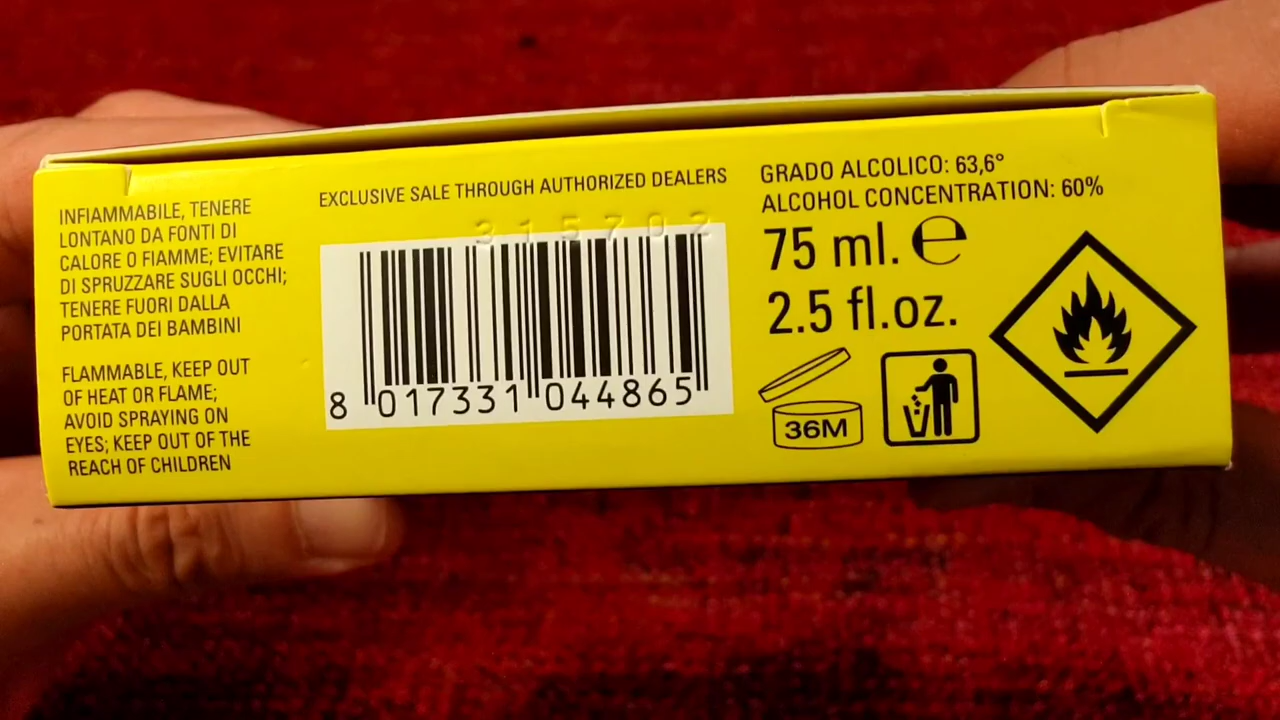 INFIAMMABILE, TENERE
LONTANO DA FONTI DI
CALORE O FIAMME; EVITARE
DI SPRUZZARE SUGLI OCCHI;
TENERE FUORI DALLA
PORTATA DEI BAMBINI
FLAMMABLE, KEEP OUT
OF HEAT OR FLAME;
AVOID SPRAYING ON
EYES; KEEP OUT OF THE
REACH OF CHILDREN
EXCLUSIVE SALE THROUGH AUTHORIZED DEALERS
315702
8 017331 044865
GRADO ALCOLICO: 63,6°
ALCOHOL CONCENTRATION: 60%
75 ml. ℮
2.5 fl.oz.
36M